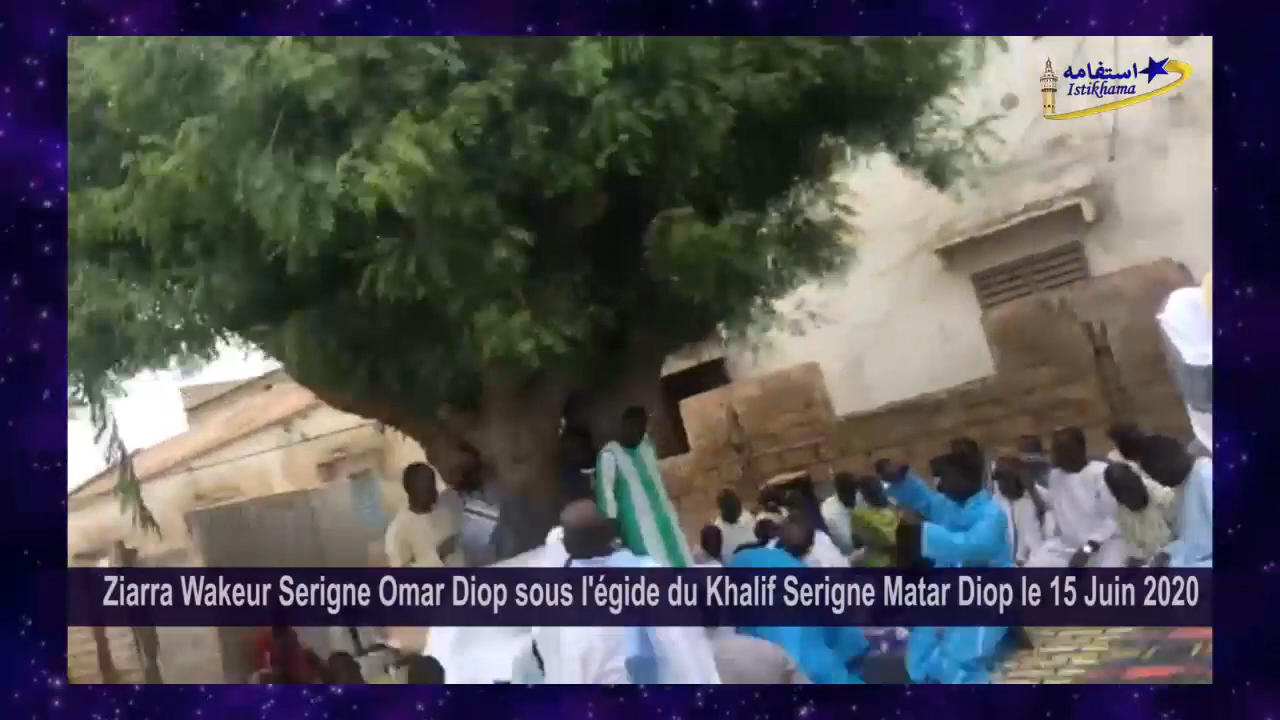 استقامه
Istikhama
Ziarra Wakeur Serigne Omar Diop sous l'égide du Khalif Serigne Matar Diop le 15 Juin 2020